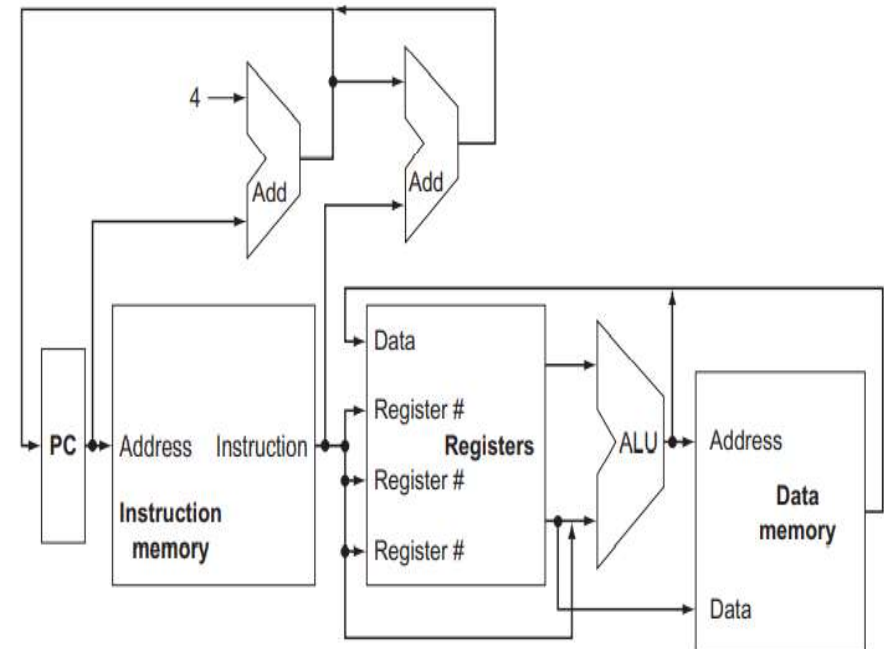 4
Add
Add
Data
Register #
Registers
Register #
Register #
PC
Address Instruction
Instruction
memory
ALU
Address
Data
memory
Data